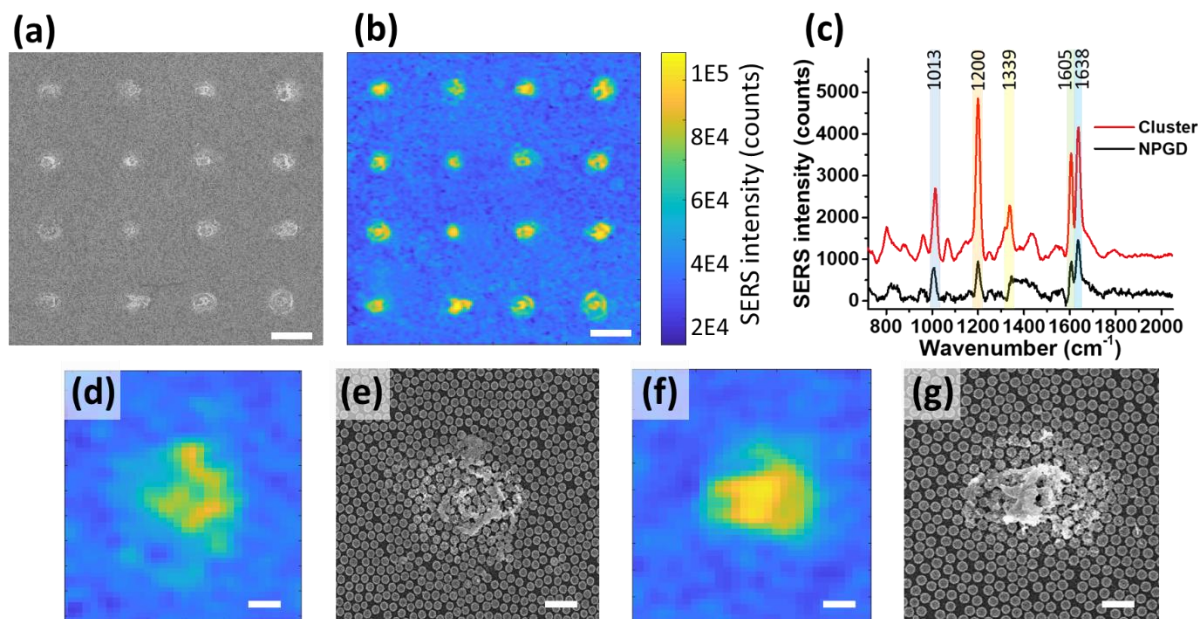 (a)
(b)
1E5
8E4
6E4
4E4
2E4
SERS intensity (counts)
(c)
1013
1200
1339
1605
1638
5000
4000
3000
2000
1000
0
SERS intensity (counts)
Cluster
NPGD
800 1000 1200 1400 1600 1800 2000
Wavenumber (cm⁻¹)
(d)
(e)
(f)
(g)